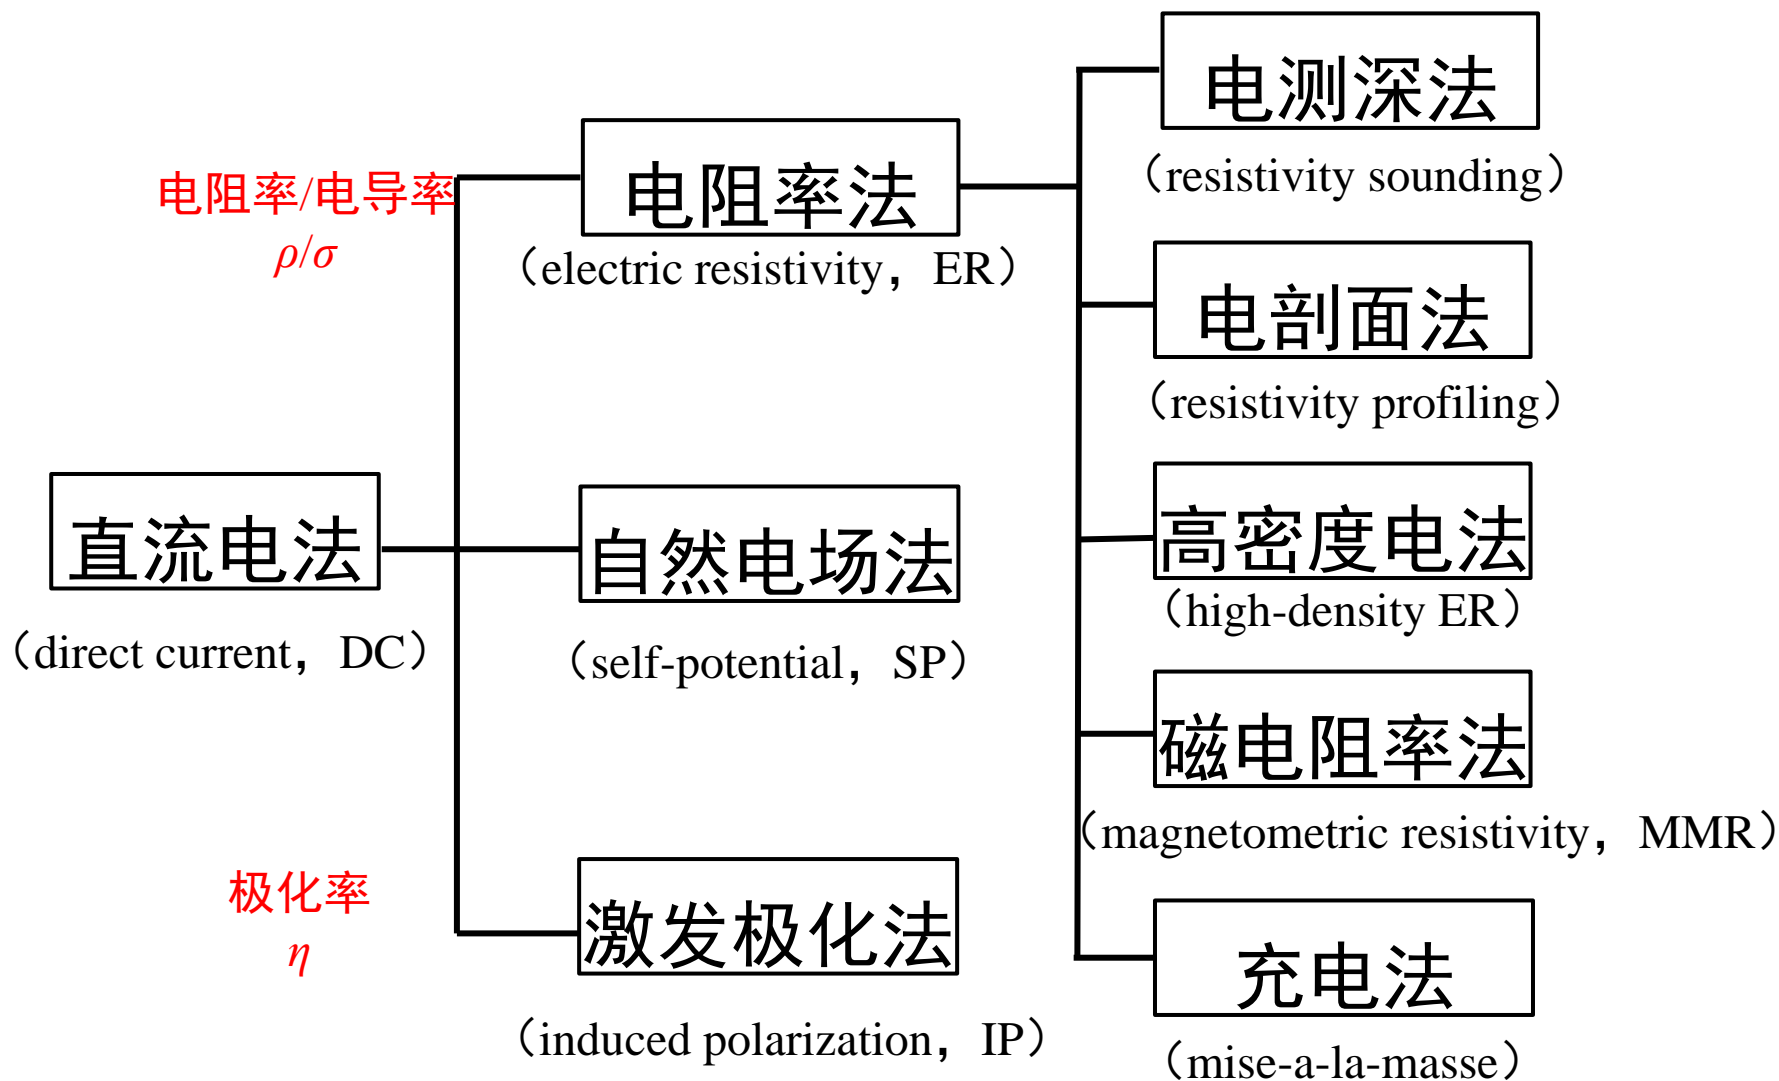 电阻率/电导率
ρ/σ
极化率
η
直流电法
（direct current，DC）
电阻率法
（electric resistivity，ER）
自然电场法
（self-potential，SP）
激发极化法
（induced polarization，IP）
电测深法
（resistivity sounding）
电剖面法
（resistivity profiling）
高密度电法
（high-density ER）
磁电阻率法
（magnetometric resistivity，MMR）
充电法
（mise-a-la-masse）